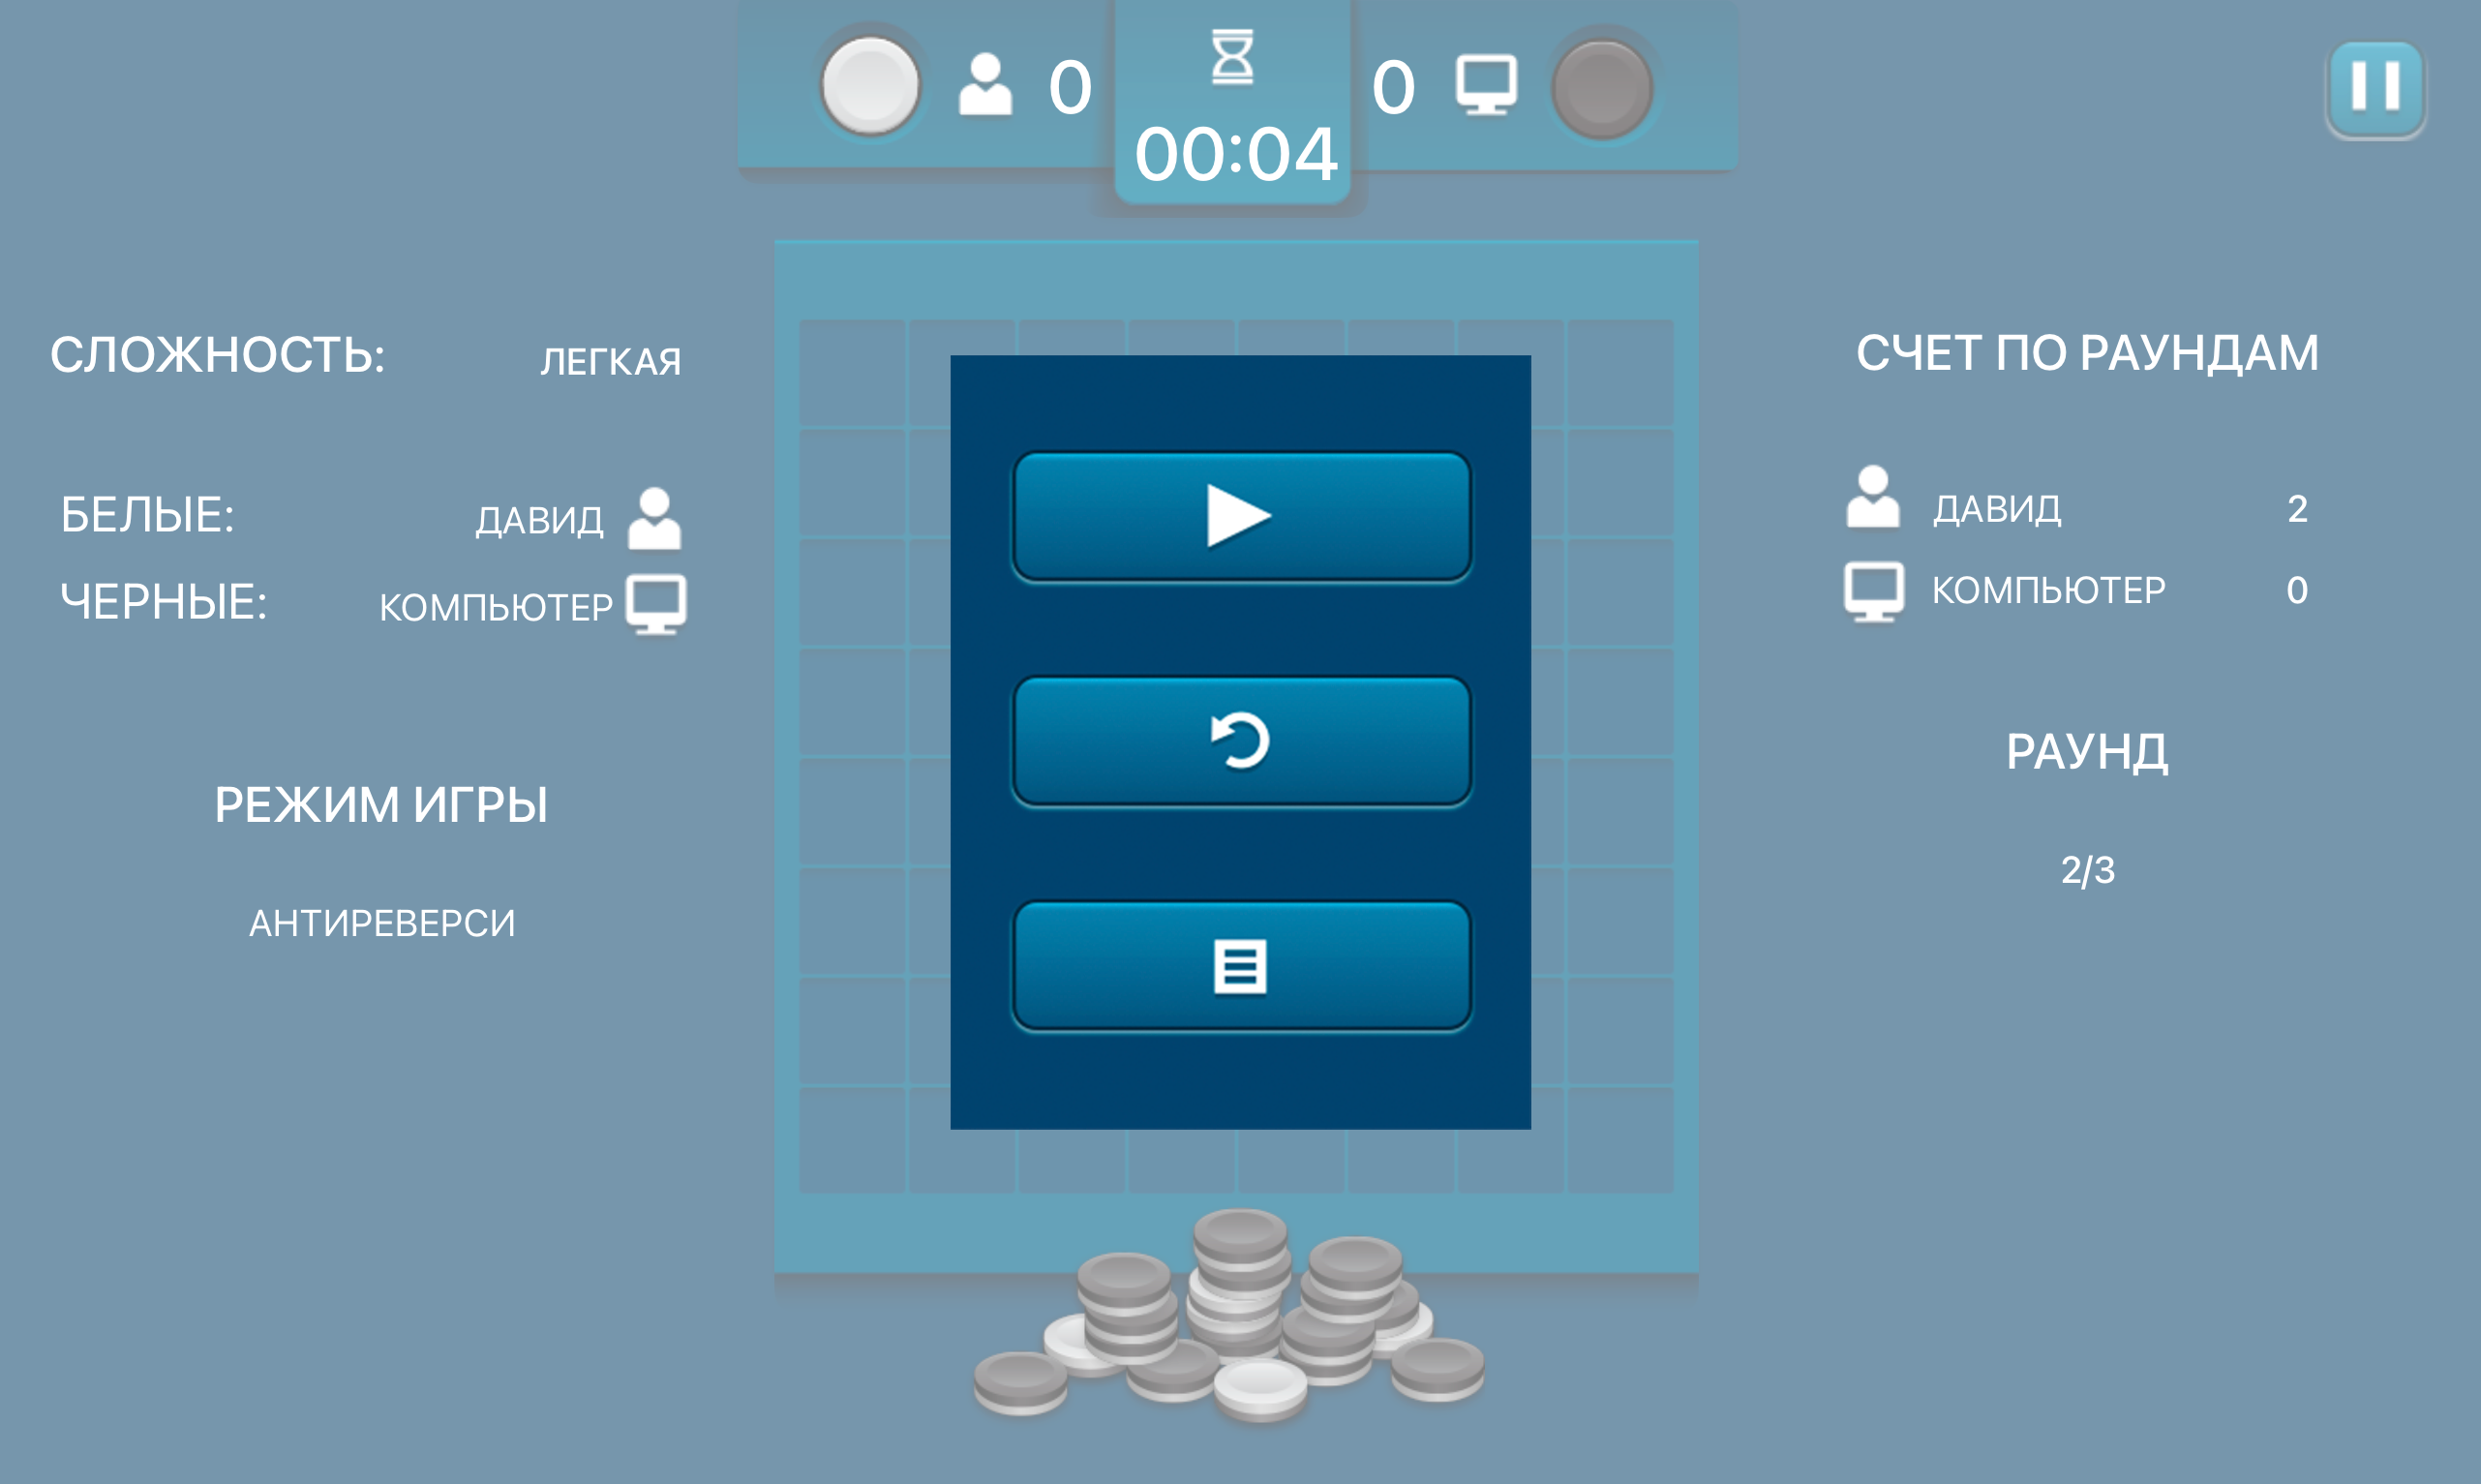 0
00:04
0
СЛОЖНОСТЬ: ЛЕГКАЯ
БЕЛЫЕ: ДАВИД
ЧЕРНЫЕ: КОМПЬЮТЕР
РЕЖИМ ИГРЫ
АНТИРЕВЕРСИ
СЧЕТ ПО РАУНДАМ
ДАВИД 2
КОМПЬЮТЕР 0
РАУНД
2/3